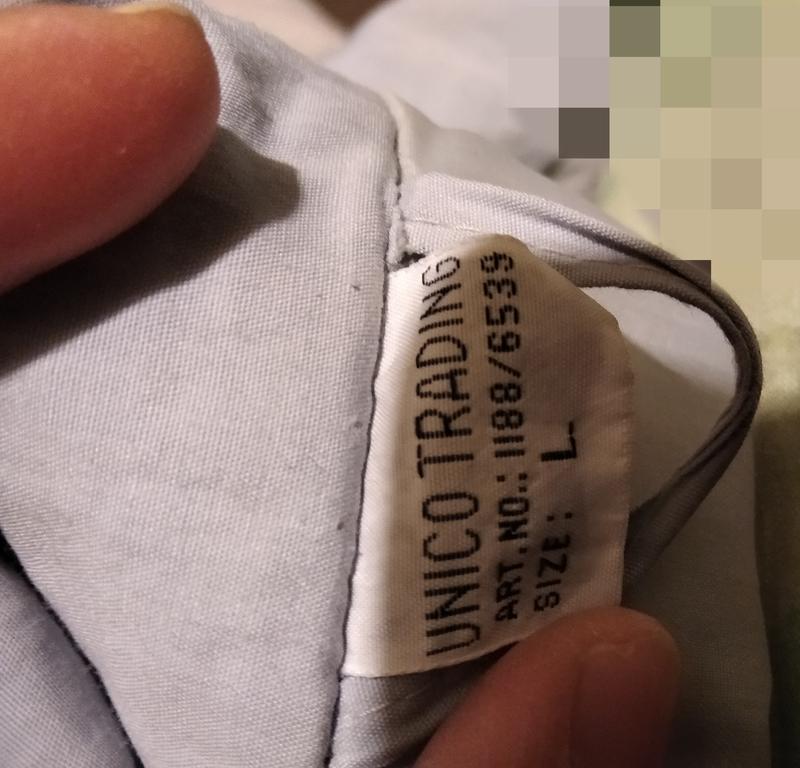 UNICO TRADING
ART.NO.: 1188/6539
SIZE: L